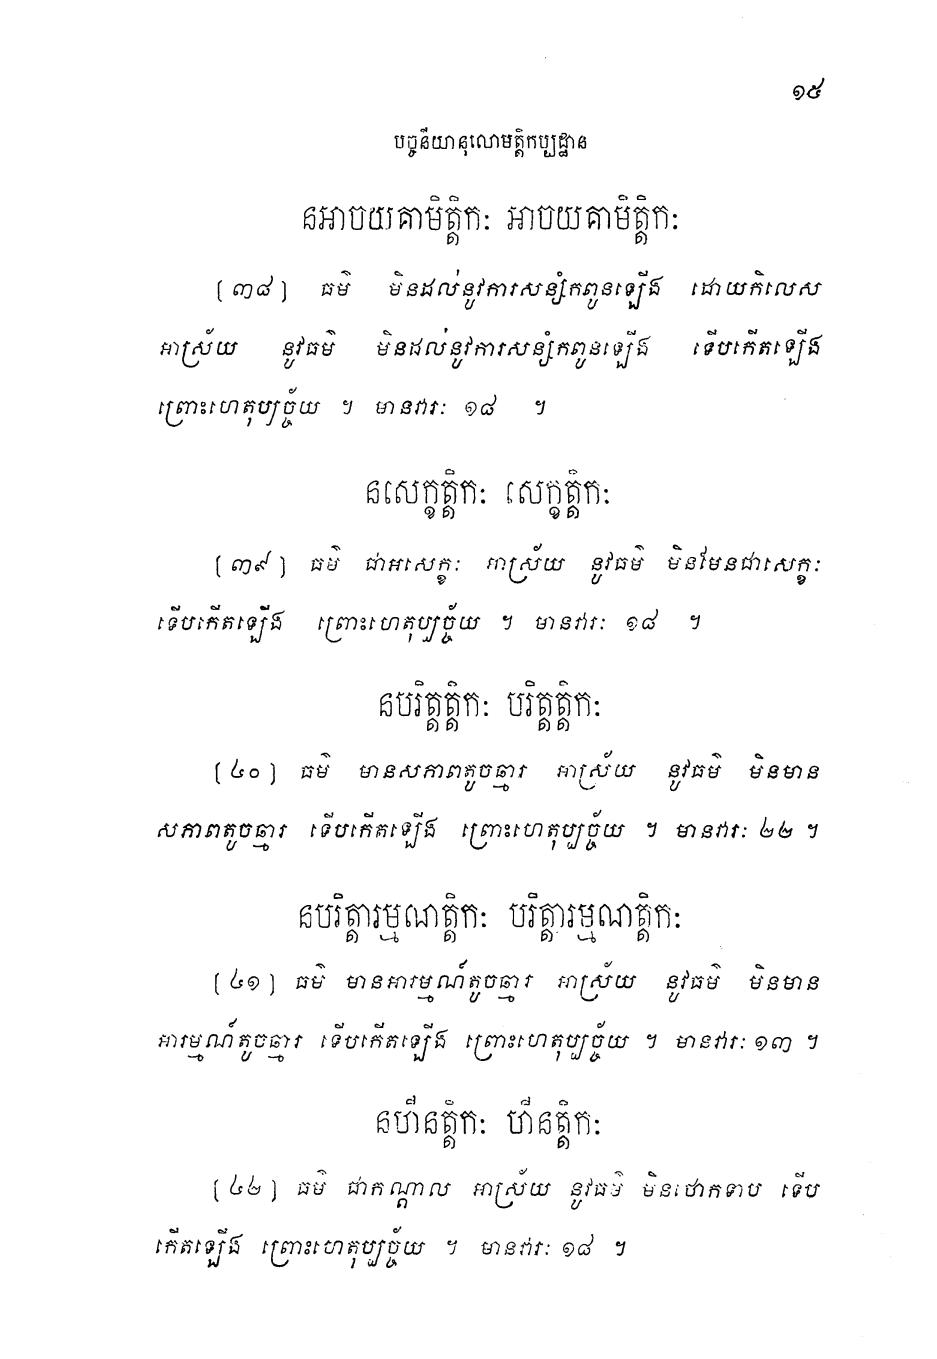 ១៥
បច្ចនីយានុលោមត្តិកប្បដ្ឋាន
នអាចយគាមិត្តិកៈ អាចយគាមិត្តិកៈ
[៣៨] ធម៌ មិនដល់នូវការសន្សំកពូនឡើង ដោយកិលេស
អាស្រ័យ នូវធម៌ មិនដល់នូវការសន្សំកពូនឡើង ទើបកើតឡើង
ព្រោះហេតុប្បច្ច័យ ។ មានវារៈ ១៨ ។
នសេក្ខត្តិកៈ សេក្ខត្តិកៈ
[៣៩] ធម៌ ជាអសេក្ខៈ អាស្រ័យ នូវធម៌ មិនមែនជាសេក្ខៈ
ទើបកើតឡើង ព្រោះហេតុប្បច្ច័យ ។ មានវារៈ ១៨ ។
នបរិត្តត្តិកៈ បរិត្តត្តិកៈ
[៤០] ធម៌ មានសភាពតូចឆ្មារ អាស្រ័យ នូវធម៌ មិនមាន
សភាពតូចឆ្មារ ទើបកើតឡើង ព្រោះហេតុប្បច្ច័យ ។ មានវារៈ ២២ ។
នបរិត្តារម្មណត្តិកៈ បរិត្តារម្មណត្តិកៈ
[៤១] ធម៌ មានអារម្មណ៍តូចឆ្មារ អាស្រ័យ នូវធម៌ មិនមាន
អារម្មណ៍តូចឆ្មារ ទើបកើតឡើង ព្រោះហេតុប្បច្ច័យ ។ មានវារៈ ១៣ ។
នហីនត្តិកៈ ហីនត្តិកៈ
[៤២] ធម៌ ជាកណ្តាល អាស្រ័យ នូវធម៌ មិនថោកទាប ទើប
កើតឡើង ព្រោះហេតុប្បច្ច័យ ។ មានវារៈ ១៨ ។